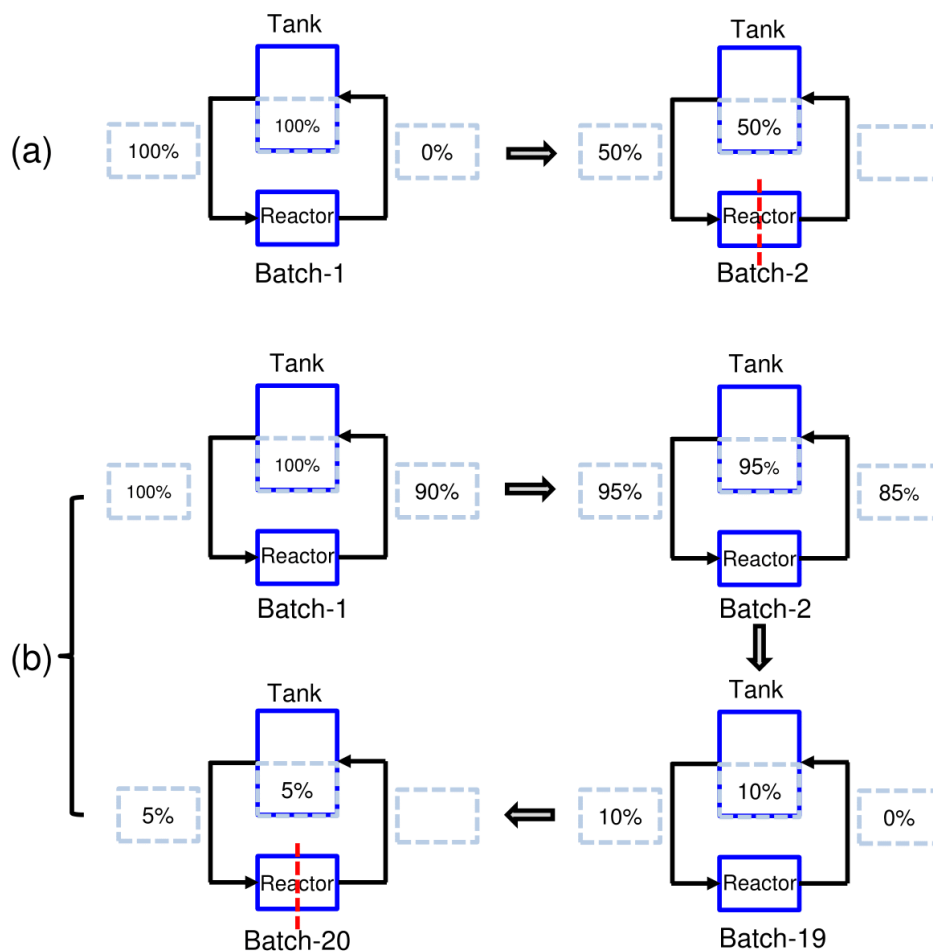 Tank
Tank
(a)
100%
100%
0%
50%
50%
Reactor
Reactor
Batch-1
Batch-2
Tank
Tank
100%
100%
90%
95%
95%
85%
Reactor
Reactor
Batch-1
Batch-2
(b)
Tank
Tank
5%
5%
10%
10%
0%
Reactor
Reactor
Batch-20
Batch-19